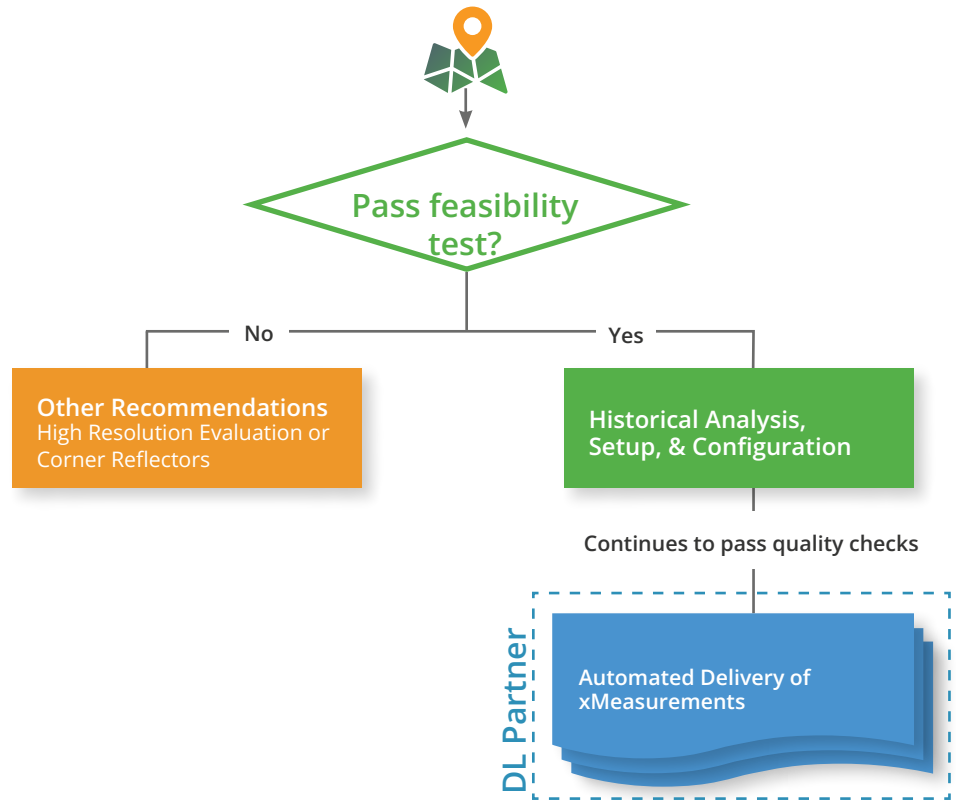 Pass feasibility
test?
No
Yes
Other Recommendations
High Resolution Evaluation or
Corner Reflectors
Historical Analysis,
Setup, & Configuration
Continues to pass quality checks
DL Partner
Automated Delivery of
xMeasurements